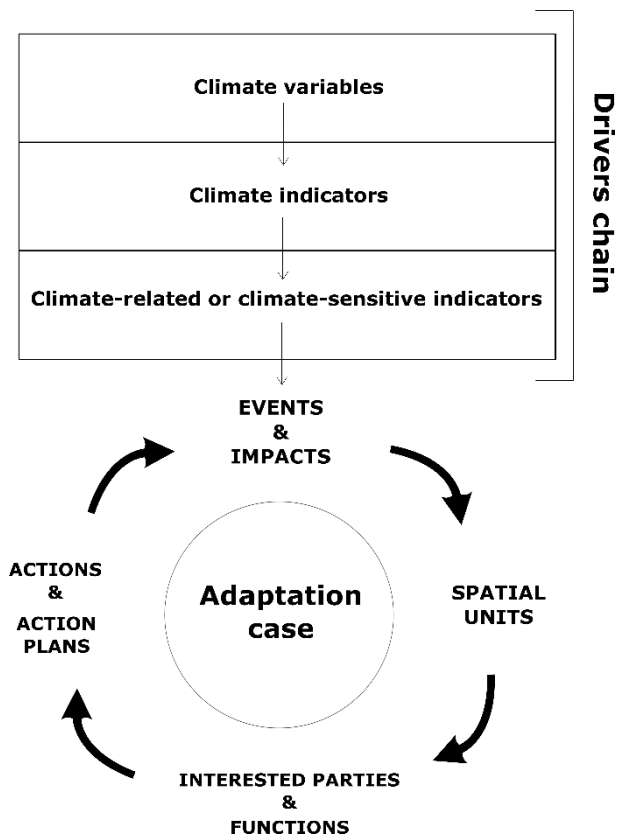 Climate variables
Climate indicators
Climate-related or climate-sensitive indicators
Drivers chain
EVENTS
&
IMPACTS
SPATIAL
UNITS
INTERESTED PARTIES
&
FUNCTIONS
ACTIONS
&
ACTION
PLANS
Adaptation
case